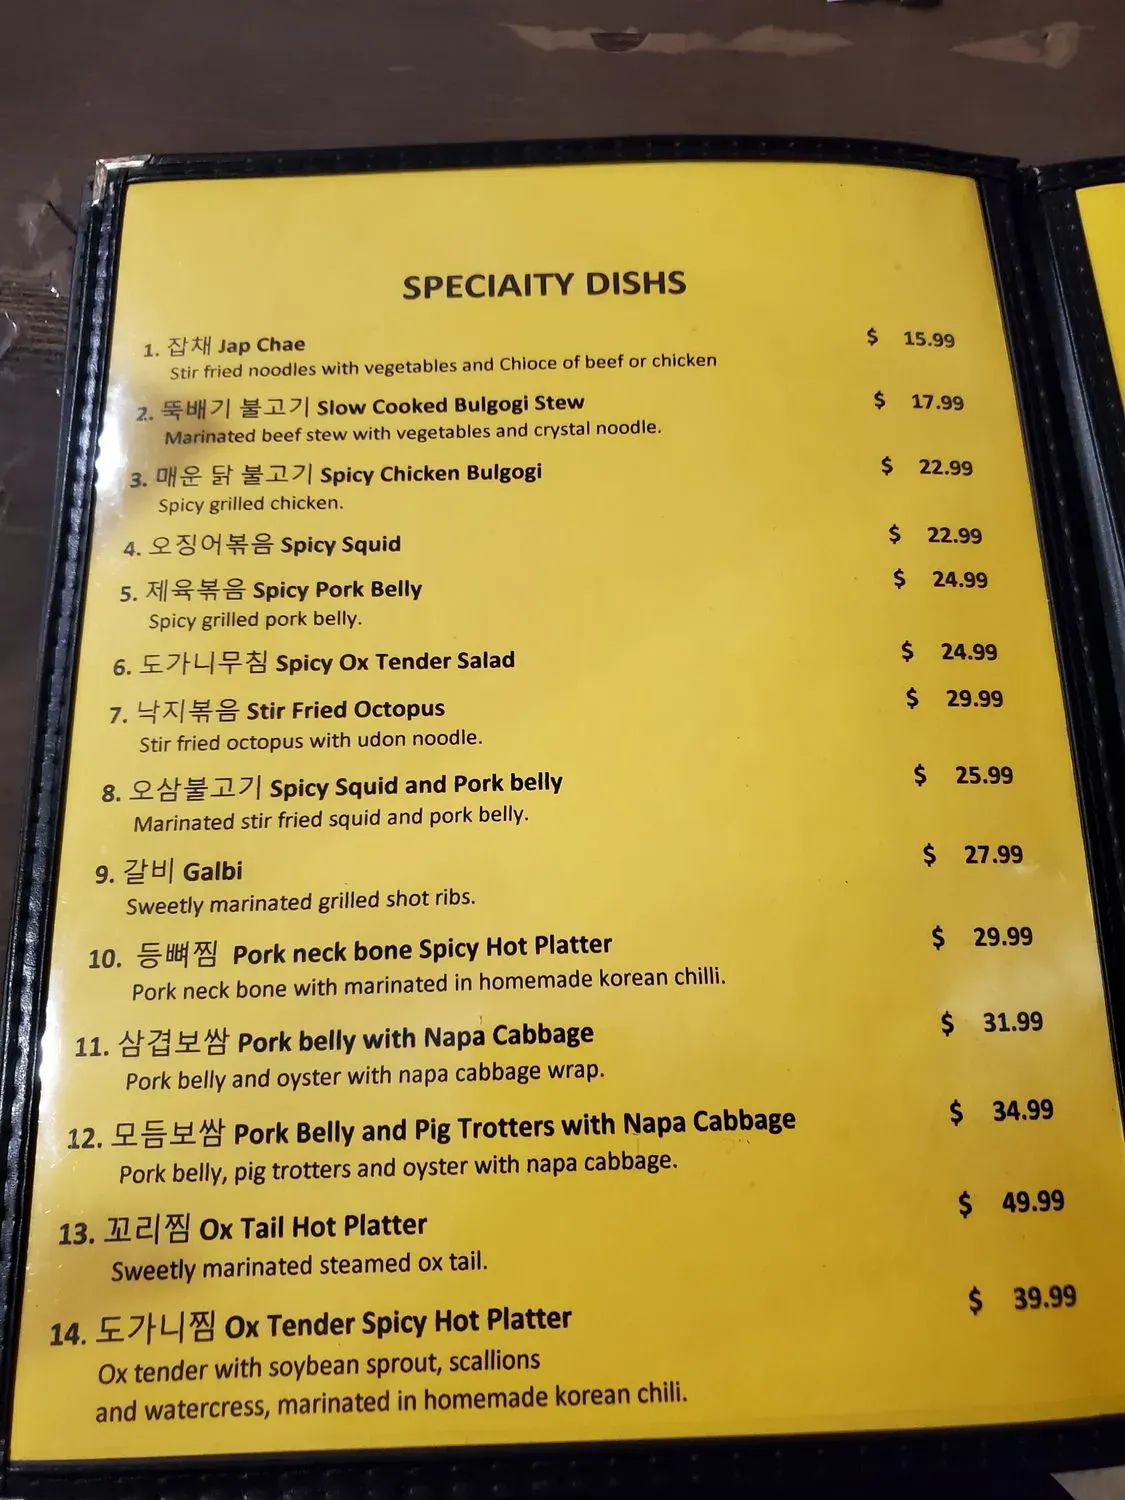 SPECIAITY DISHS
1. 잡채 Jap Chae $ 15.99
Stir fried noodles with vegetables and Chioce of beef or chicken
2. 뚝배기 불고기 Slow Cooked Bulgogi Stew $ 17.99
Marinated beef stew with vegetables and crystal noodle.
3. 매운 닭 불고기 Spicy Chicken Bulgogi $ 22.99
Spicy grilled chicken.
4. 오징어볶음 Spicy Squid $ 22.99
5. 제육볶음 Spicy Pork Belly $ 24.99
Spicy grilled pork belly.
6. 도가니무침 Spicy Ox Tender Salad $ 24.99
7. 낙지볶음 Stir Fried Octopus $ 29.99
Stir fried octopus with udon noodle.
8. 오삼불고기 Spicy Squid and Pork belly $ 25.99
Marinated stir fried squid and pork belly.
9. 갈비 Galbi $ 27.99
Sweetly marinated grilled shot ribs.
10. 등뼈찜 Pork neck bone Spicy Hot Platter $ 29.99
Pork neck bone with marinated in homemade korean chilli.
11. 삼겹보쌈 Pork belly with Napa Cabbage $ 31.99
Pork belly and oyster with napa cabbage wrap.
12. 모듬보쌈 Pork Belly and Pig Trotters with Napa Cabbage $ 34.99
Pork belly, pig trotters and oyster with napa cabbage.
13. 꼬리찜 Ox Tail Hot Platter $ 49.99
Sweetly marinated steamed ox tail.
14. 도가니찜 Ox Tender Spicy Hot Platter $ 39.99
Ox tender with soybean sprout, scallions
and watercress, marinated in homemade korean chili.